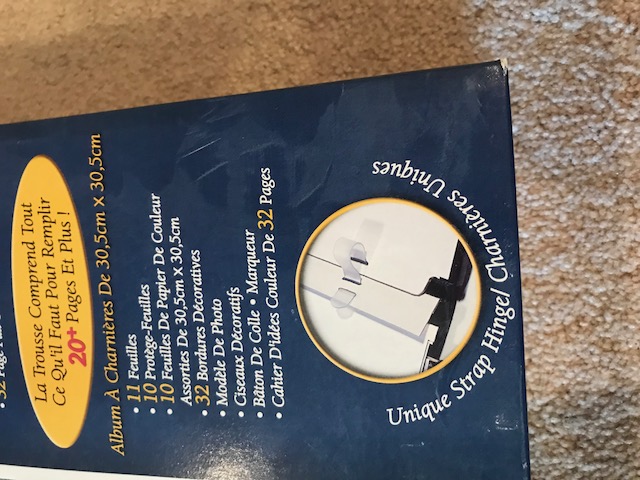 • 32 Page
La Trousse Comprend Tout
Ce Qu'il Faut Pour Remplir
20+ Pages Et Plus !
Album À Charnières De 30,5cm x 30,5cm
• 11 Feuilles
• 10 Protège-Feuilles
• 10 Feuilles De Papier De Couleur
Assorties De 30,5cm x 30,5cm
• 32 Bordures Décoratives
• Modèle De Photo
• Ciseaux Décoratifs
• Bâton De Colle • Marqueur
• Cahier D'idées Couleur De 32 Pages
Unique Strap Hinge/ Charnières Uniques